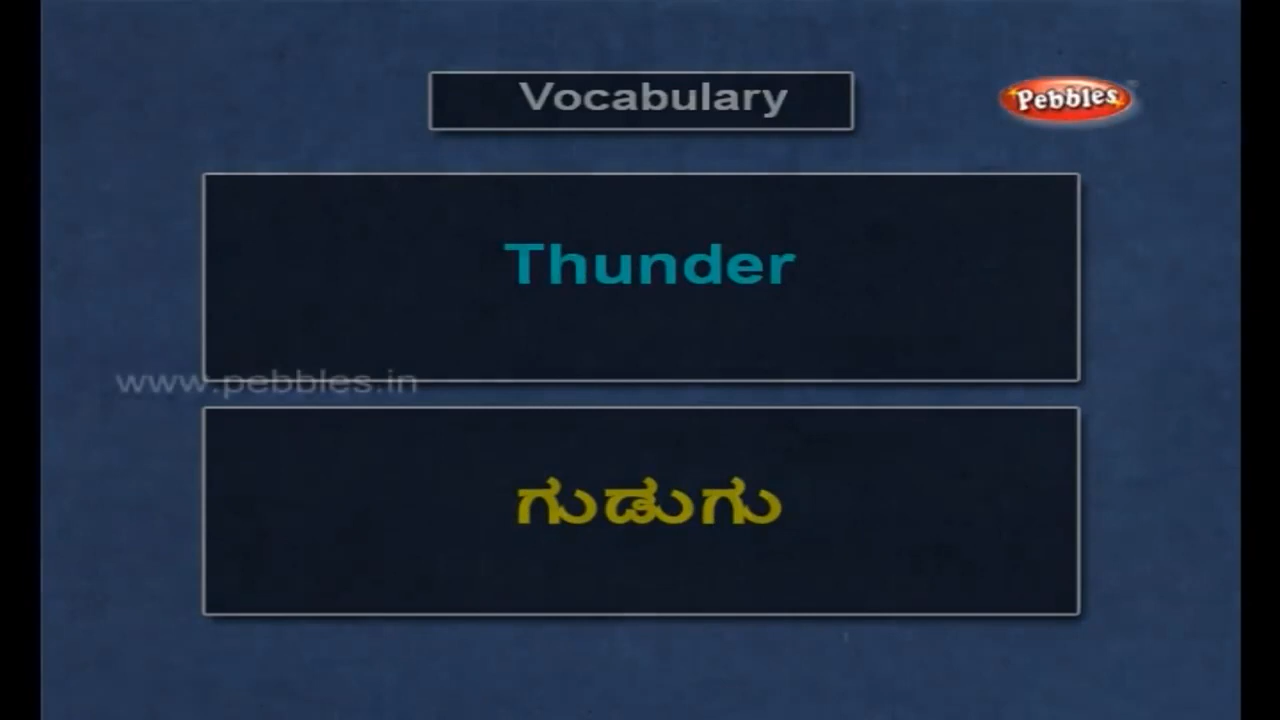 Vocabulary
Pebbles
Thunder
www.pebbles.in
ಗುಡುಗು